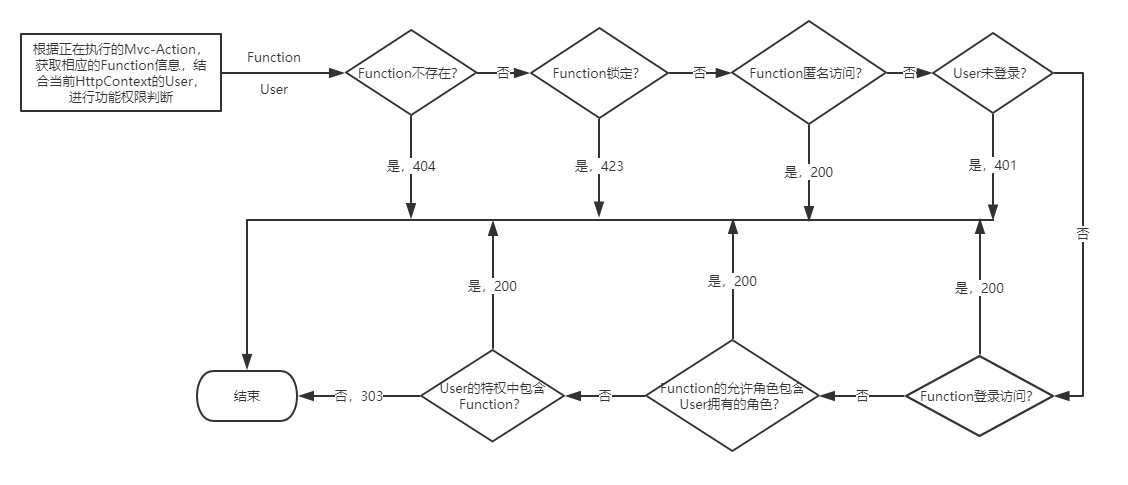 根据正在执行的Mvc-Action，
获取相应的Function信息，结
合当前HttpContext的User，
进行功能权限判断
Function
User
Function不存在？
否
Function锁定？
否
Function匿名访问？
否
User未登录？
是，404
是，423
是，200
是，401
否
是，200
是，200
是，200
结束
否，303
User的特权中包含
Function？
否
Function的允许角色包含
User拥有的角色？
否
Function登录访问？